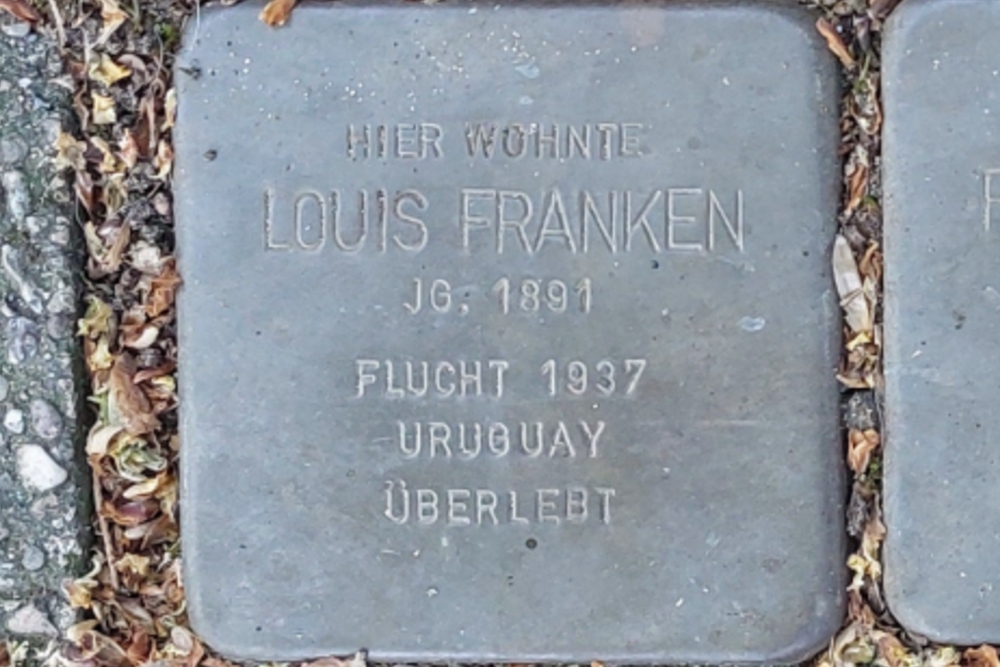 HIER WOHNTE
LOUIS FRANKEN
JG. 1891
FLUCHT 1937
URUGUAY
ÜBERLEBT